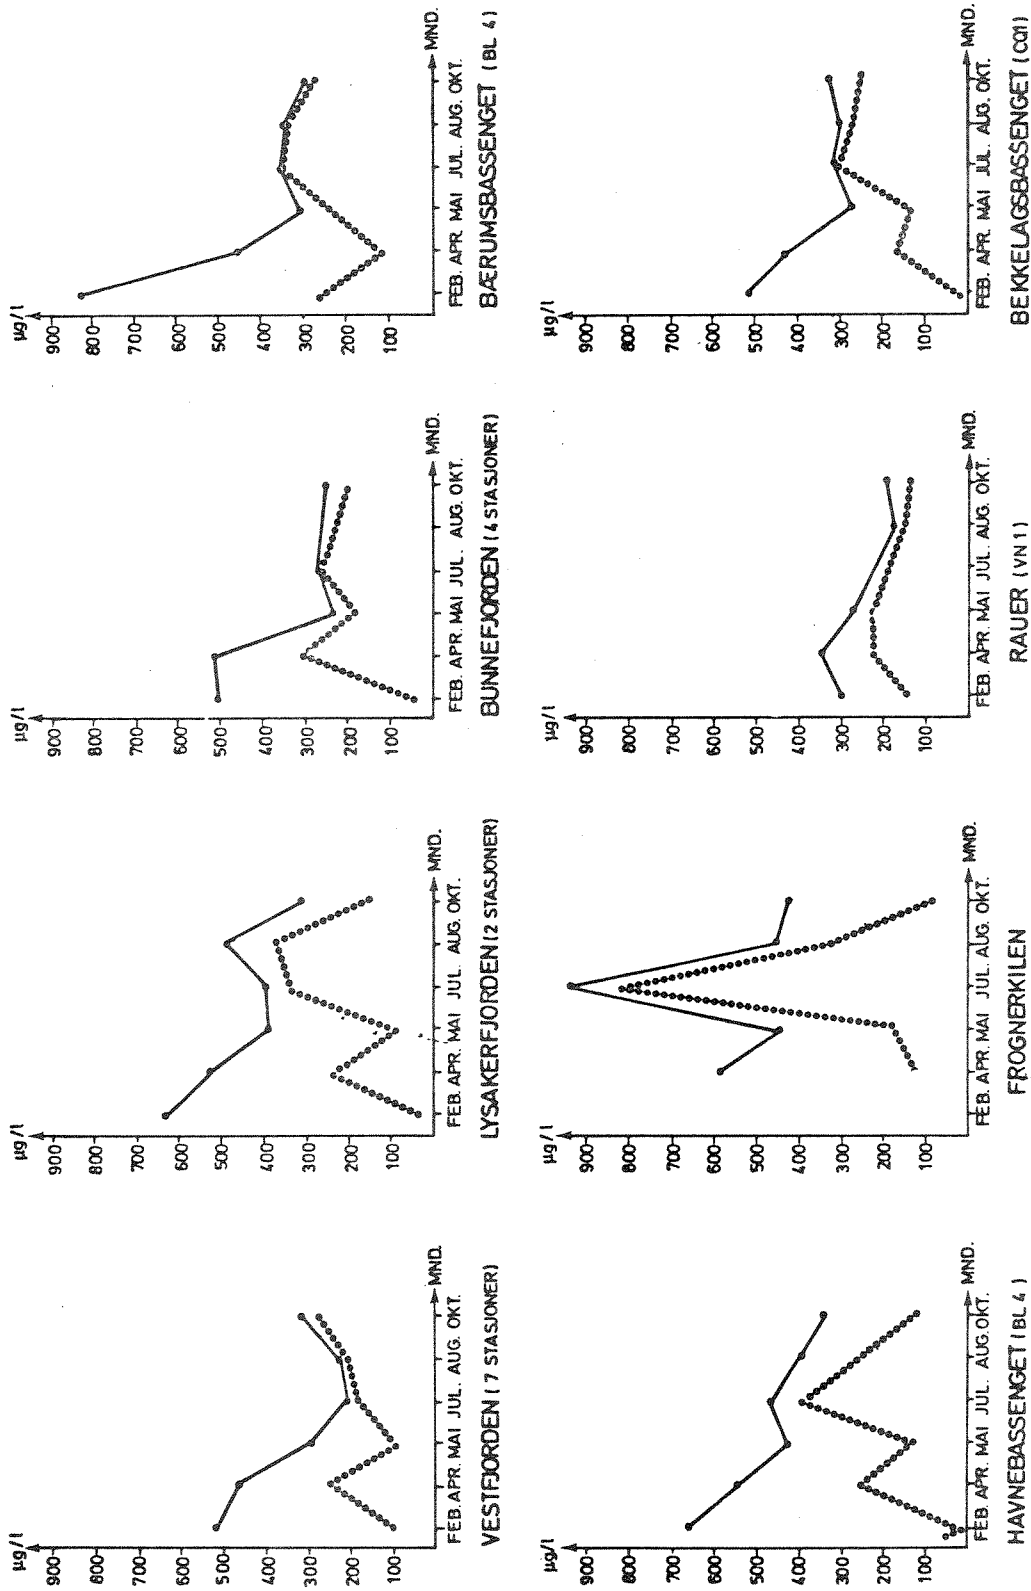 µg/l
900
800
700
600
500
400
300
200
100
FEB. APR. MAI JUL. AUG. OKT.
MND.
VESTFJORDEN (7 STASJONER)
µg/l
900
800
700
600
500
400
300
200
100
FEB. APR. MAI JUL. AUG. OKT.
MND.
LYSAKERFJORDEN (2 STASJONER)
µg/l
900
800
700
600
500
400
300
200
100
FEB. APR. MAI JUL. AUG. OKT.
MND.
BUNNEFJORDEN (4 STASJONER)
µg/l
900
800
700
600
500
400
300
200
100
FEB. APR. MAI JUL. AUG. OKT.
MND.
BÆRUMSBASSENGET (BL 4)
µg/l
900
800
700
600
500
400
300
200
100
FEB. APR. MAI JUL. AUG. OKT.
MND.
HAVNEBASSENGET (BL 4)
µg/l
900
800
700
600
500
400
300
200
100
FEB. APR. MAI JUL. AUG. OKT.
MND.
FROGNERKILEN
µg/l
900
800
700
600
500
400
300
200
100
FEB. APR. MAI JUL. AUG. OKT.
MND.
RAUER (VN 1)
µg/l
900
800
700
600
500
400
300
200
100
FEB. APR. MAI JUL. AUG. OKT.
MND.
BEKKELAGSBASSENGET (CQ1)